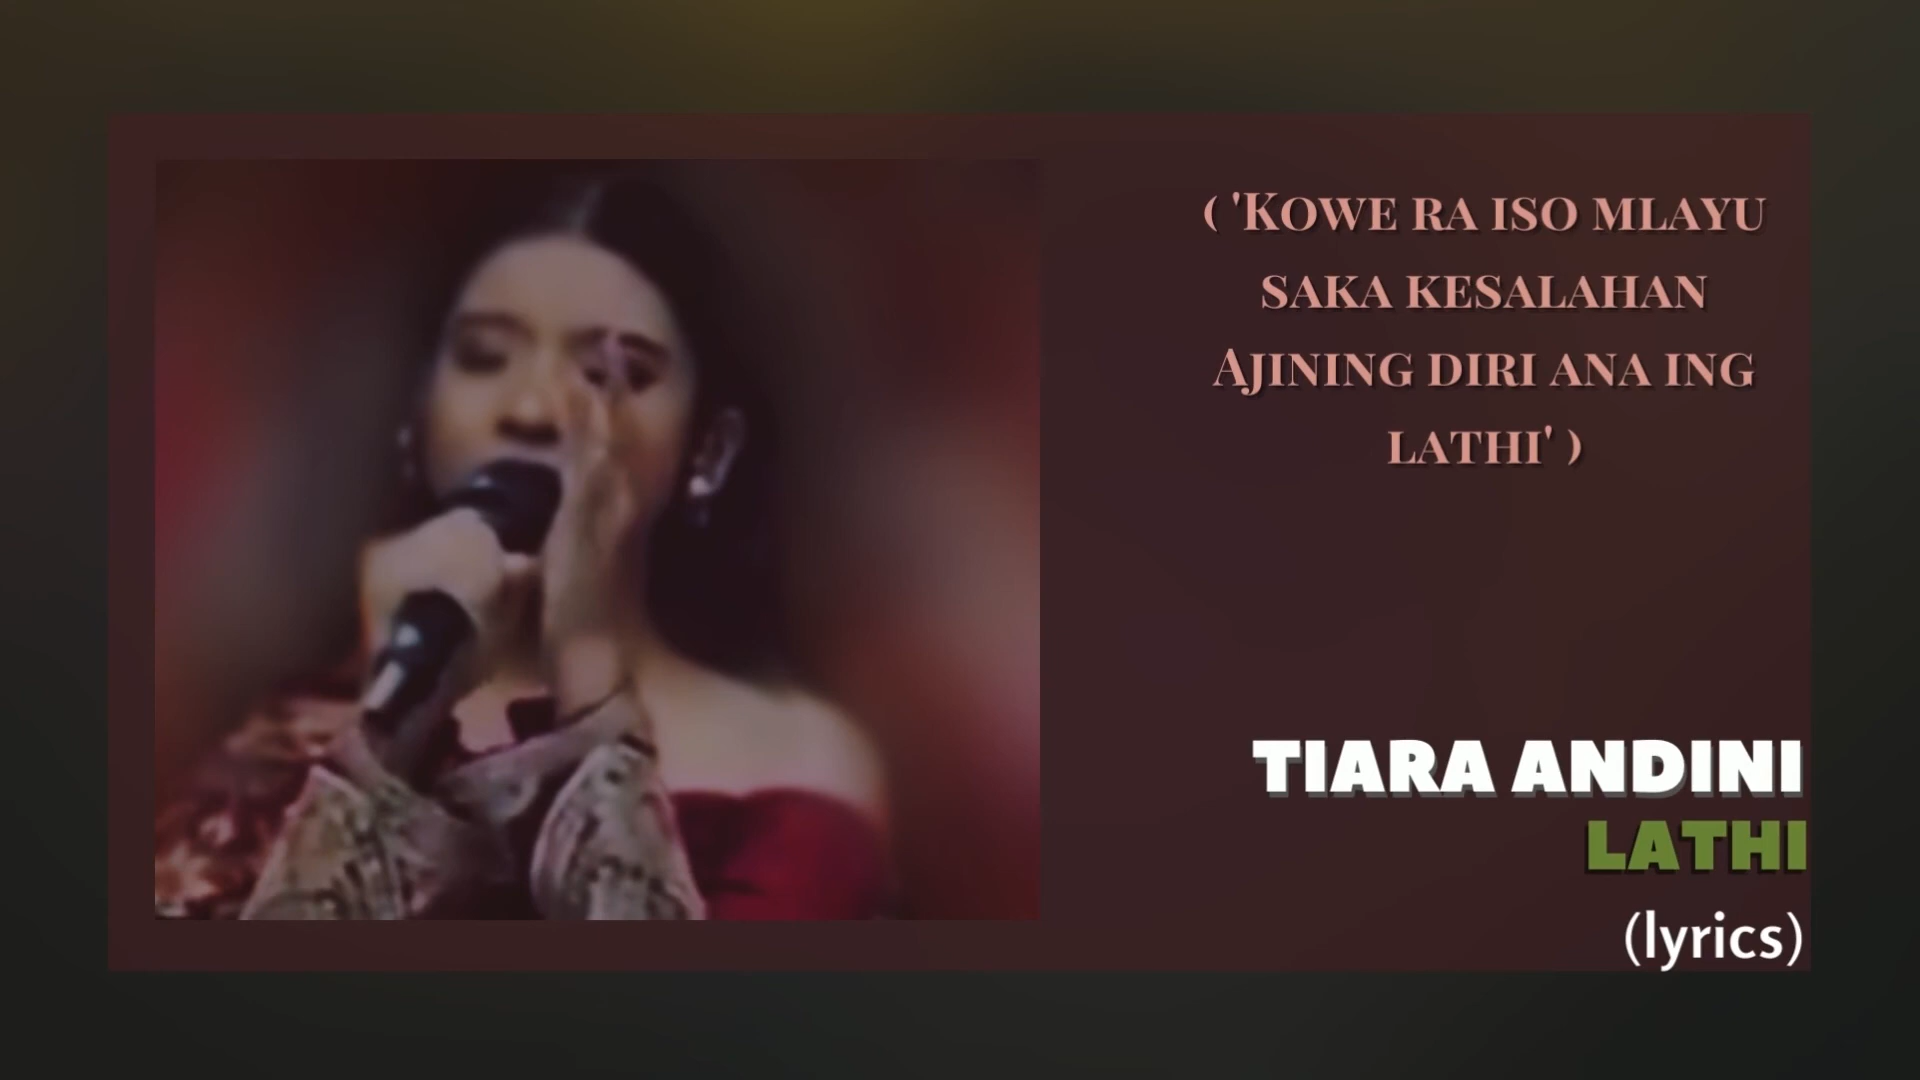 ( 'Kowe ra iso mlayu
saka kesalahan
Ajining diri ana ing
lathi' )
TIARA ANDINI
LATHI
(lyrics)